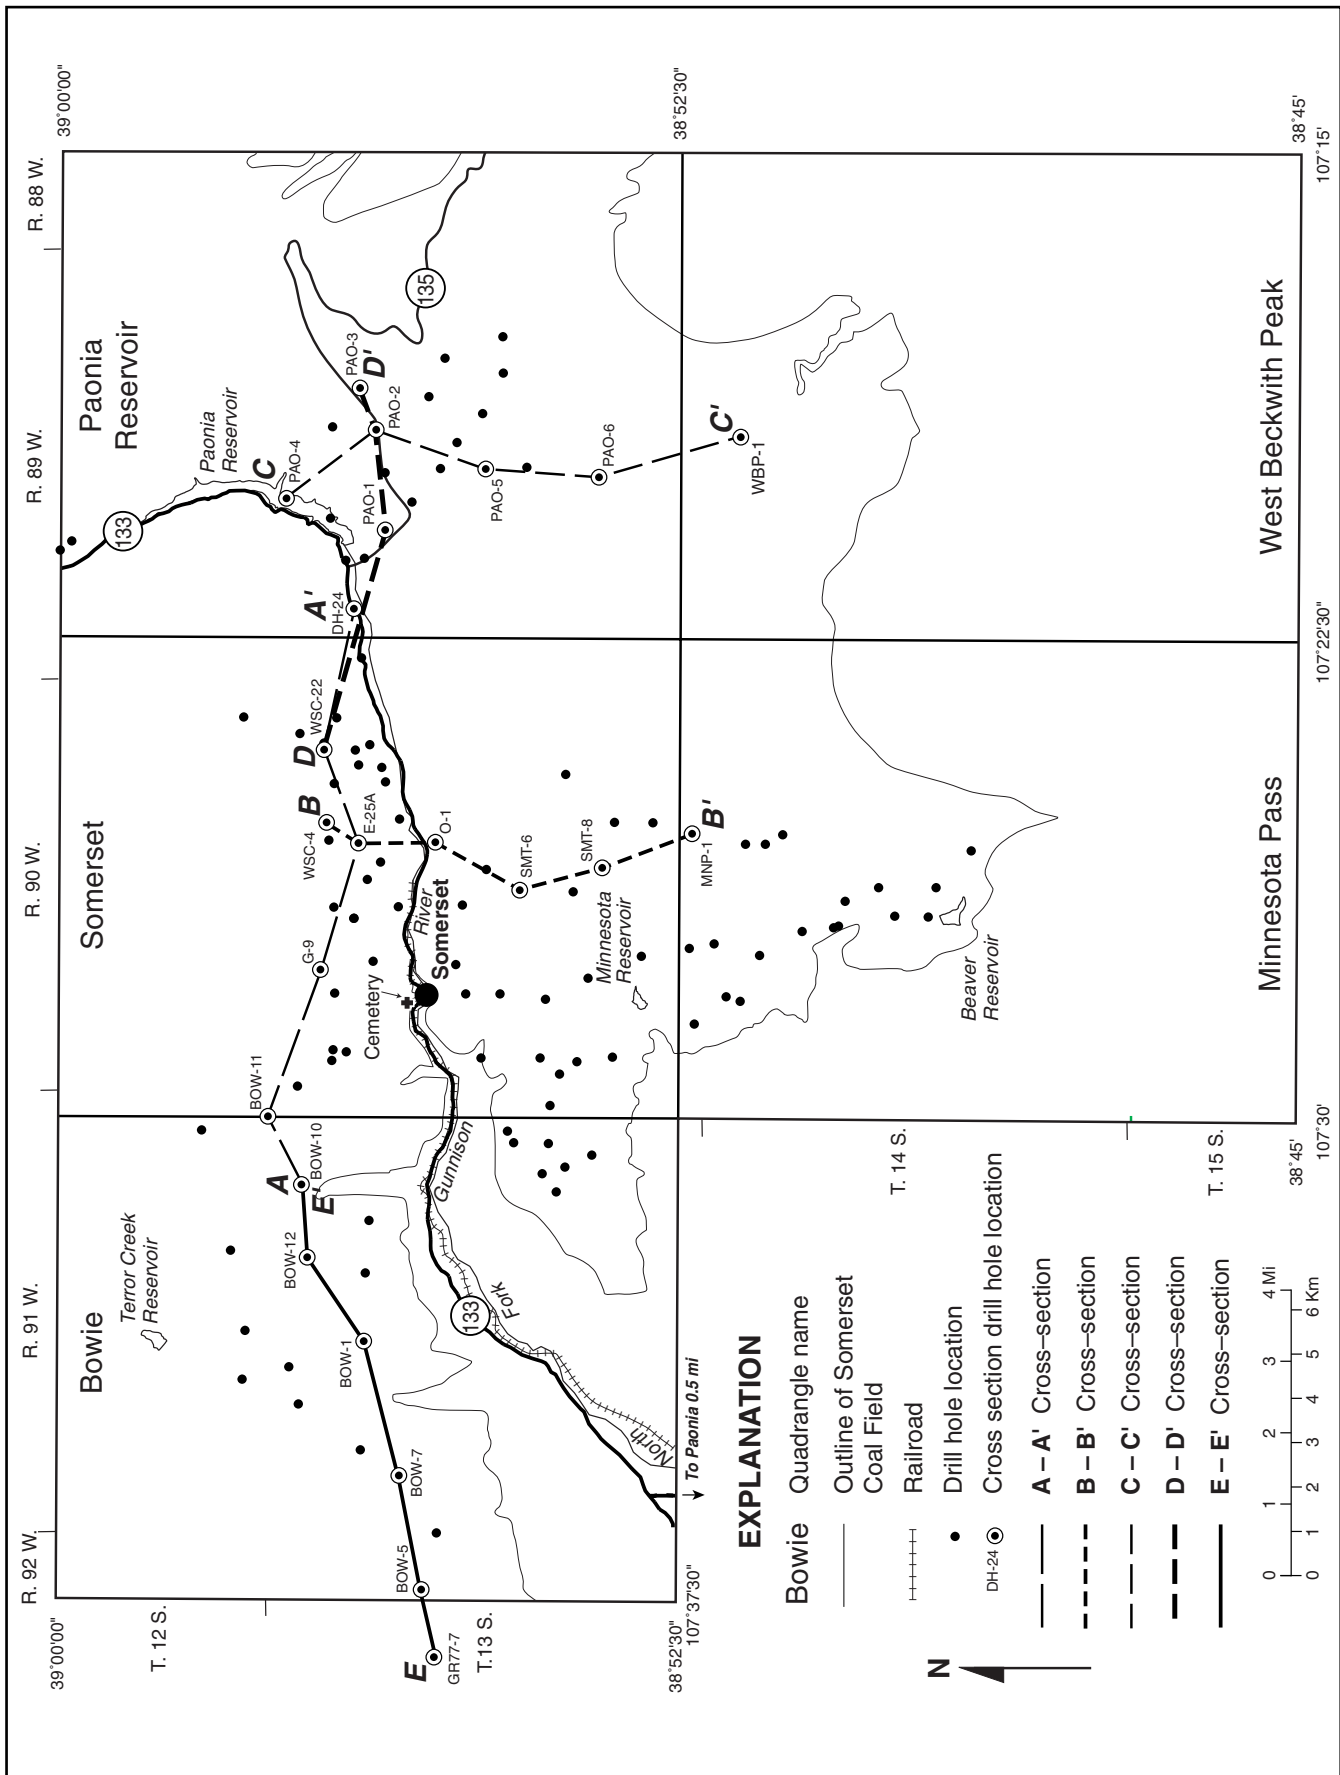 R. 92 W.
R. 91 W.
R. 90 W.
R. 89 W.
R. 88 W.
39°00'00"
39°00'00"
T. 12 S.
T. 13 S.
Bowie
Terror Creek
Reservoir
Somerset
Paonia
Reservoir
Paonia
Reservoir
133
135
133
E
GR77-7
BOW-5
BOW-7
BOW-1
BOW-12
A
E'
BOW-10
BOW-11
G-9
WSC-4
B
E-25A
D
WSC-22
A'
DH-24
PAO-1
C
PAO-4
PAO-2
PAO-3
D'
PAO-5
PAO-6
C'
WBP-1
O-1
SMT-6
SMT-8
MNP-1
B'
Cemetery
Somerset
North
Fork
Gunnison
River
Minnesota
Reservoir
Beaver
Reservoir
38°52'30"
107°37'30"
38°52'30"
To Paonia 0.5 mi
T. 14 S.
T. 15 S.
38°45'
107°30'
107°22'30"
38°45'
107°15'
Minnesota Pass
West Beckwith Peak
N
EXPLANATION
Bowie Quadrangle name
Outline of Somerset
Coal Field
Railroad
Drill hole location
DH-24 Cross section drill hole location
A – A' Cross–section
B – B' Cross–section
C – C' Cross–section
D – D' Cross–section
E – E' Cross–section
0 1 2 3 4 Mi
0 1 2 3 4 5 6 Km